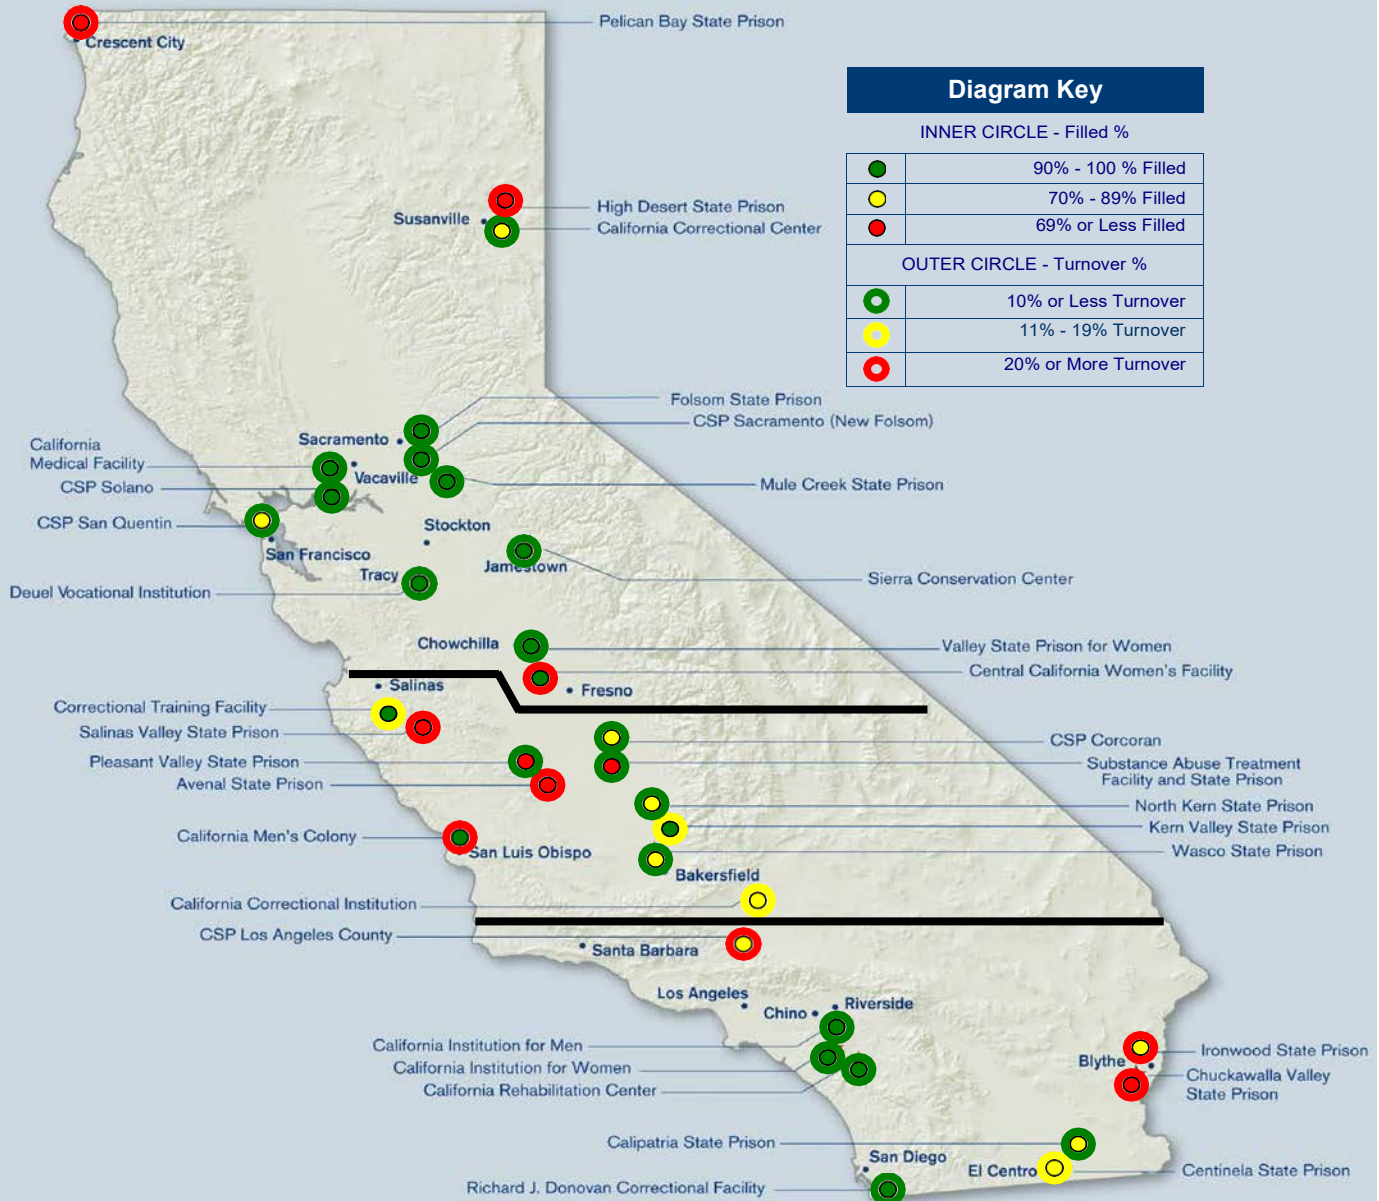 Pelican Bay State Prison
Crescent City
Diagram Key
INNER CIRCLE - Filled %
90% - 100 % Filled
70% - 89% Filled
69% or Less Filled
OUTER CIRCLE - Turnover %
10% or Less Turnover
11% - 19% Turnover
20% or More Turnover
High Desert State Prison
Susanville
California Correctional Center
Folsom State Prison
CSP Sacramento (New Folsom)
Sacramento
California
Medical Facility
Vacaville
CSP Solano
Mule Creek State Prison
CSP San Quentin
Stockton
San Francisco
Jamestown
Tracy
Sierra Conservation Center
Deuel Vocational Institution
Chowchilla
Valley State Prison for Women
Central California Women's Facility
Salinas
Fresno
Correctional Training Facility
Salinas Valley State Prison
CSP Corcoran
Pleasant Valley State Prison
Substance Abuse Treatment
Facility and State Prison
Avenal State Prison
North Kern State Prison
Kern Valley State Prison
California Men's Colony
San Luis Obispo
Wasco State Prison
Bakersfield
California Correctional Institution
CSP Los Angeles County
Santa Barbara
Los Angeles
Riverside
Chino
California Institution for Men
Ironwood State Prison
California Institution for Women
Blythe
Chuckawalla Valley
State Prison
California Rehabilitation Center
Calipatria State Prison
San Diego
El Centro
Centinela State Prison
Richard J. Donovan Correctional Facility